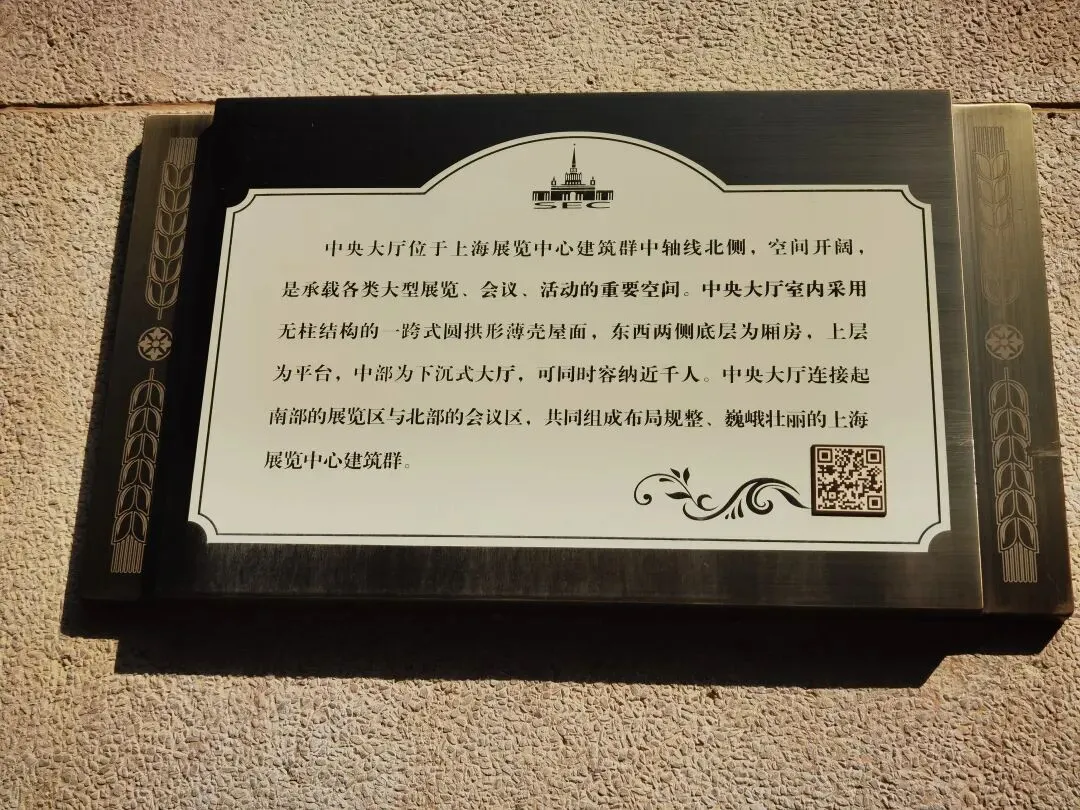 SEC
中央大厅位于上海展览中心建筑群中轴线北侧，空间开阔，
是承载各类大型展览、会议、活动的重要空间。中央大厅室内采用
无柱结构的一跨式圆拱形薄壳屋面，东西两侧底层为厢房，上层
为平台，中部为下沉式大厅，可同时容纳近千人。中央大厅连接起
南部的展览区与北部的会议区，共同组成布局规整、巍峨壮丽的上海
展览中心建筑群。